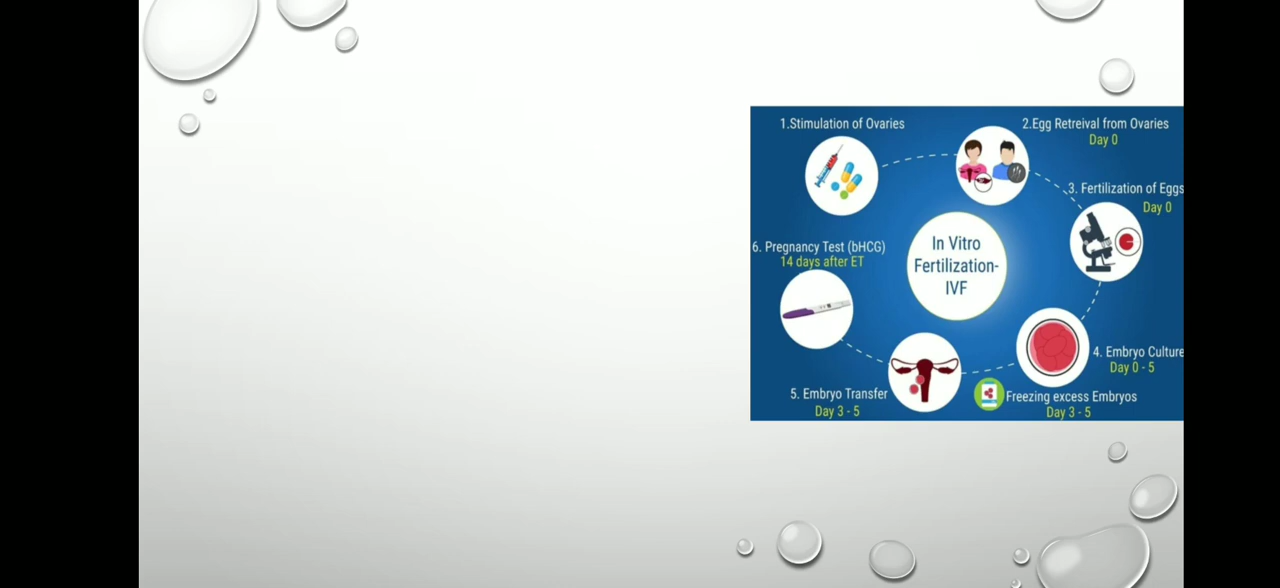 1.Stimulation of Ovaries
2.Egg Retreival from Ovaries
Day 0
3. Fertilization of Eggs
Day 0
In Vitro
Fertilization-
IVF
6. Pregnancy Test (bHCG)
14 days after ET
4. Embryo Culture
Day 0 - 5
5. Embryo Transfer
Day 3 - 5
Freezing excess Embryos
Day 3 - 5